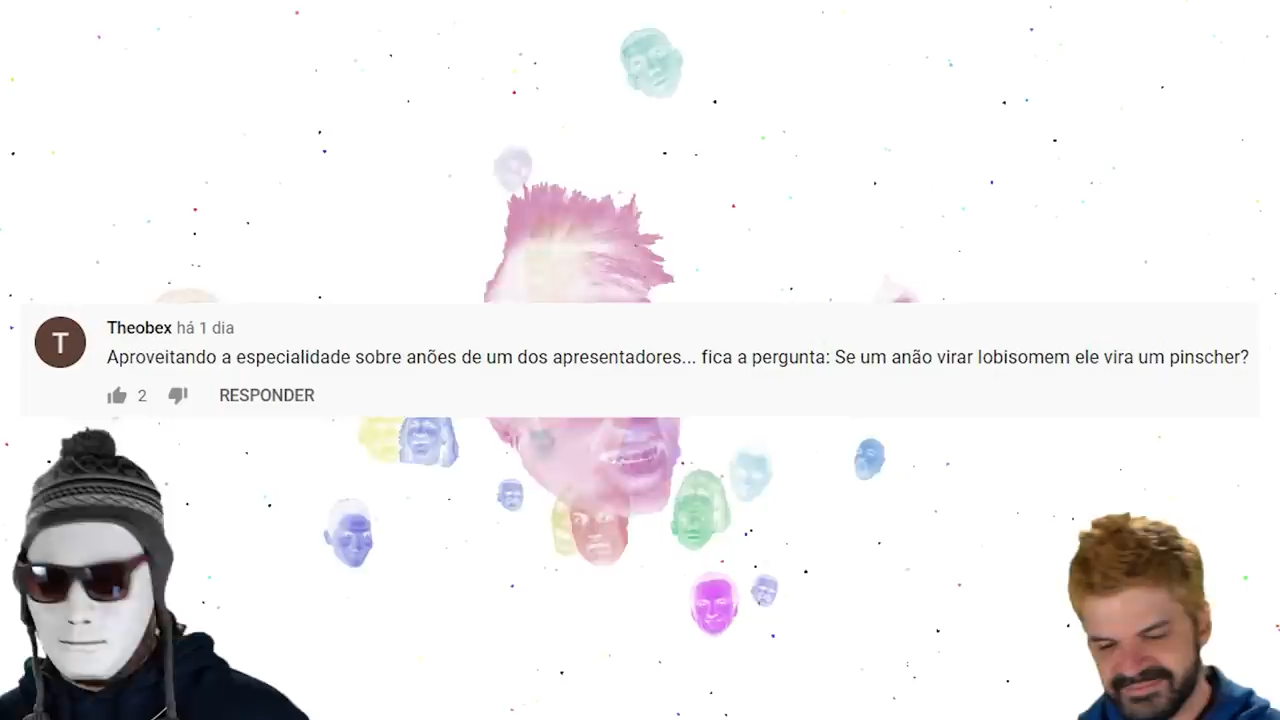 T
Theobex há 1 dia
Aproveitando a especialidade sobre anões de um dos apresentadores... fica a pergunta: Se um anão virar lobisomem ele vira um pinscher?
2 RESPONDER